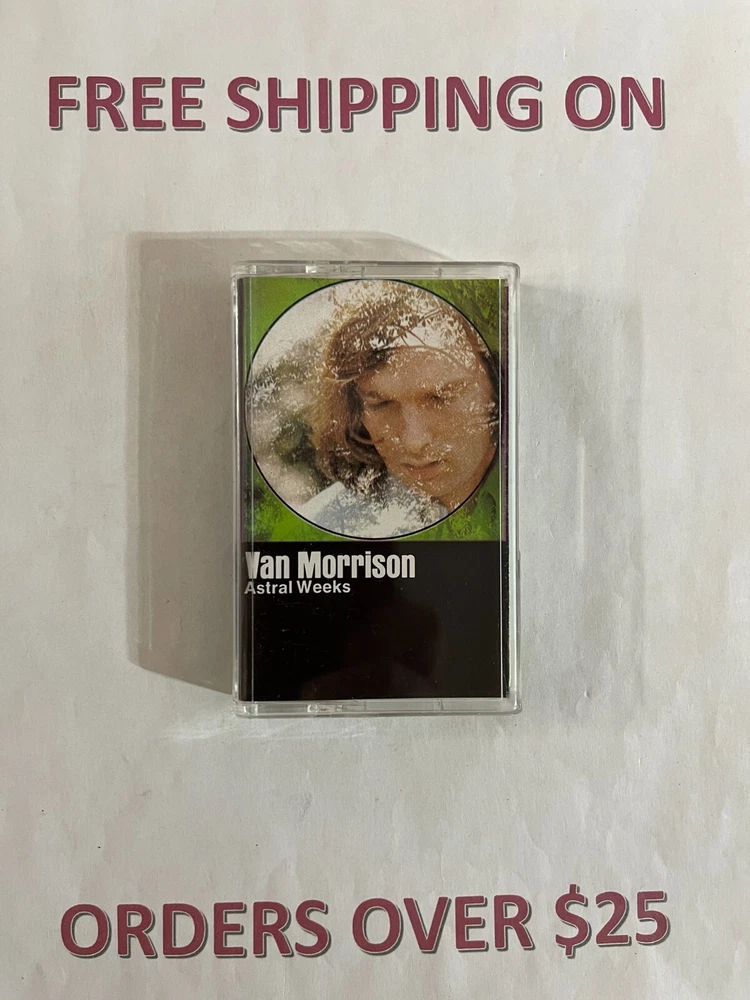 FREE SHIPPING ON
Van Morrison
Astral Weeks
ORDERS OVER $25